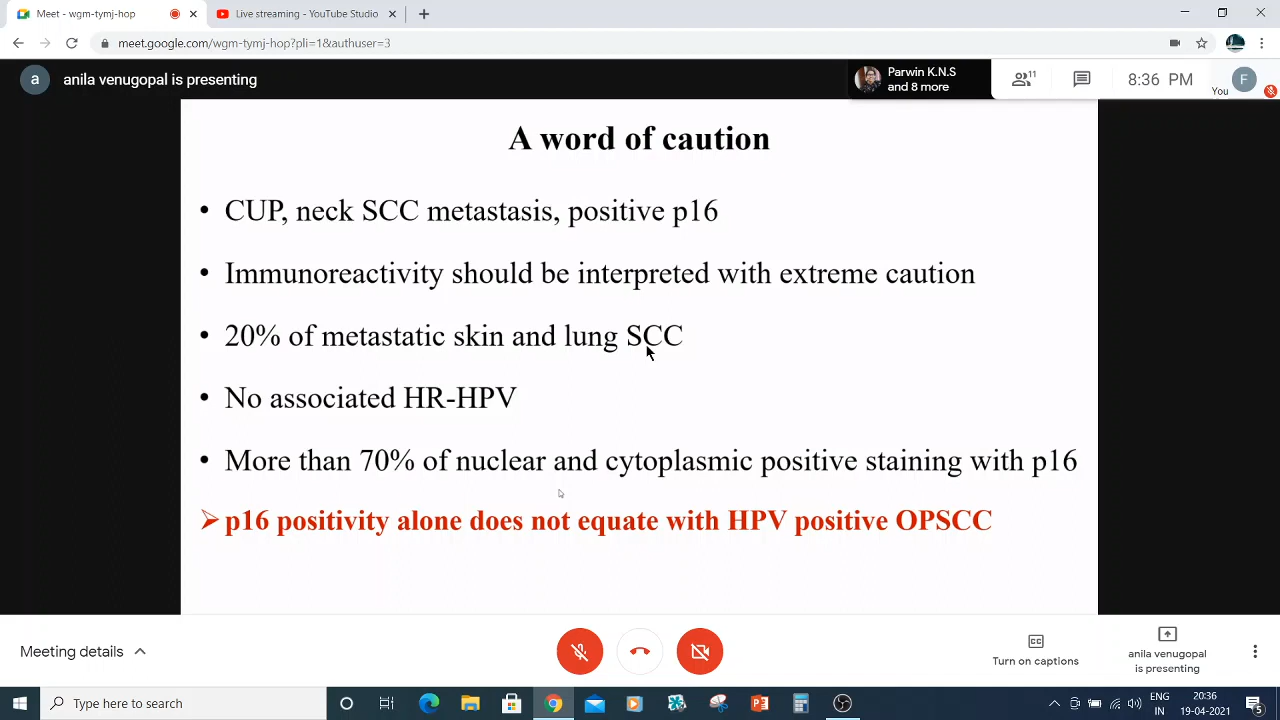 Meet - wgm-tymj-hop
Live streaming - YouTube Studio
meet.google.com/wgm-tymj-hop?pli=1&authuser=3
a anila venugopal is presenting
Parwin K.N.S
and 8 more
11
8:36 PM
You
F
A word of caution
• CUP, neck SCC metastasis, positive p16
• Immunoreactivity should be interpreted with extreme caution
• 20% of metastatic skin and lung SCC
• No associated HR-HPV
• More than 70% of nuclear and cytoplasmic positive staining with p16
➢ p16 positivity alone does not equate with HPV positive OPSCC
Meeting details
CC
Turn on captions
anila venugopal
is presenting
Type here to search
ENG
IN
20:36
19-04-2021